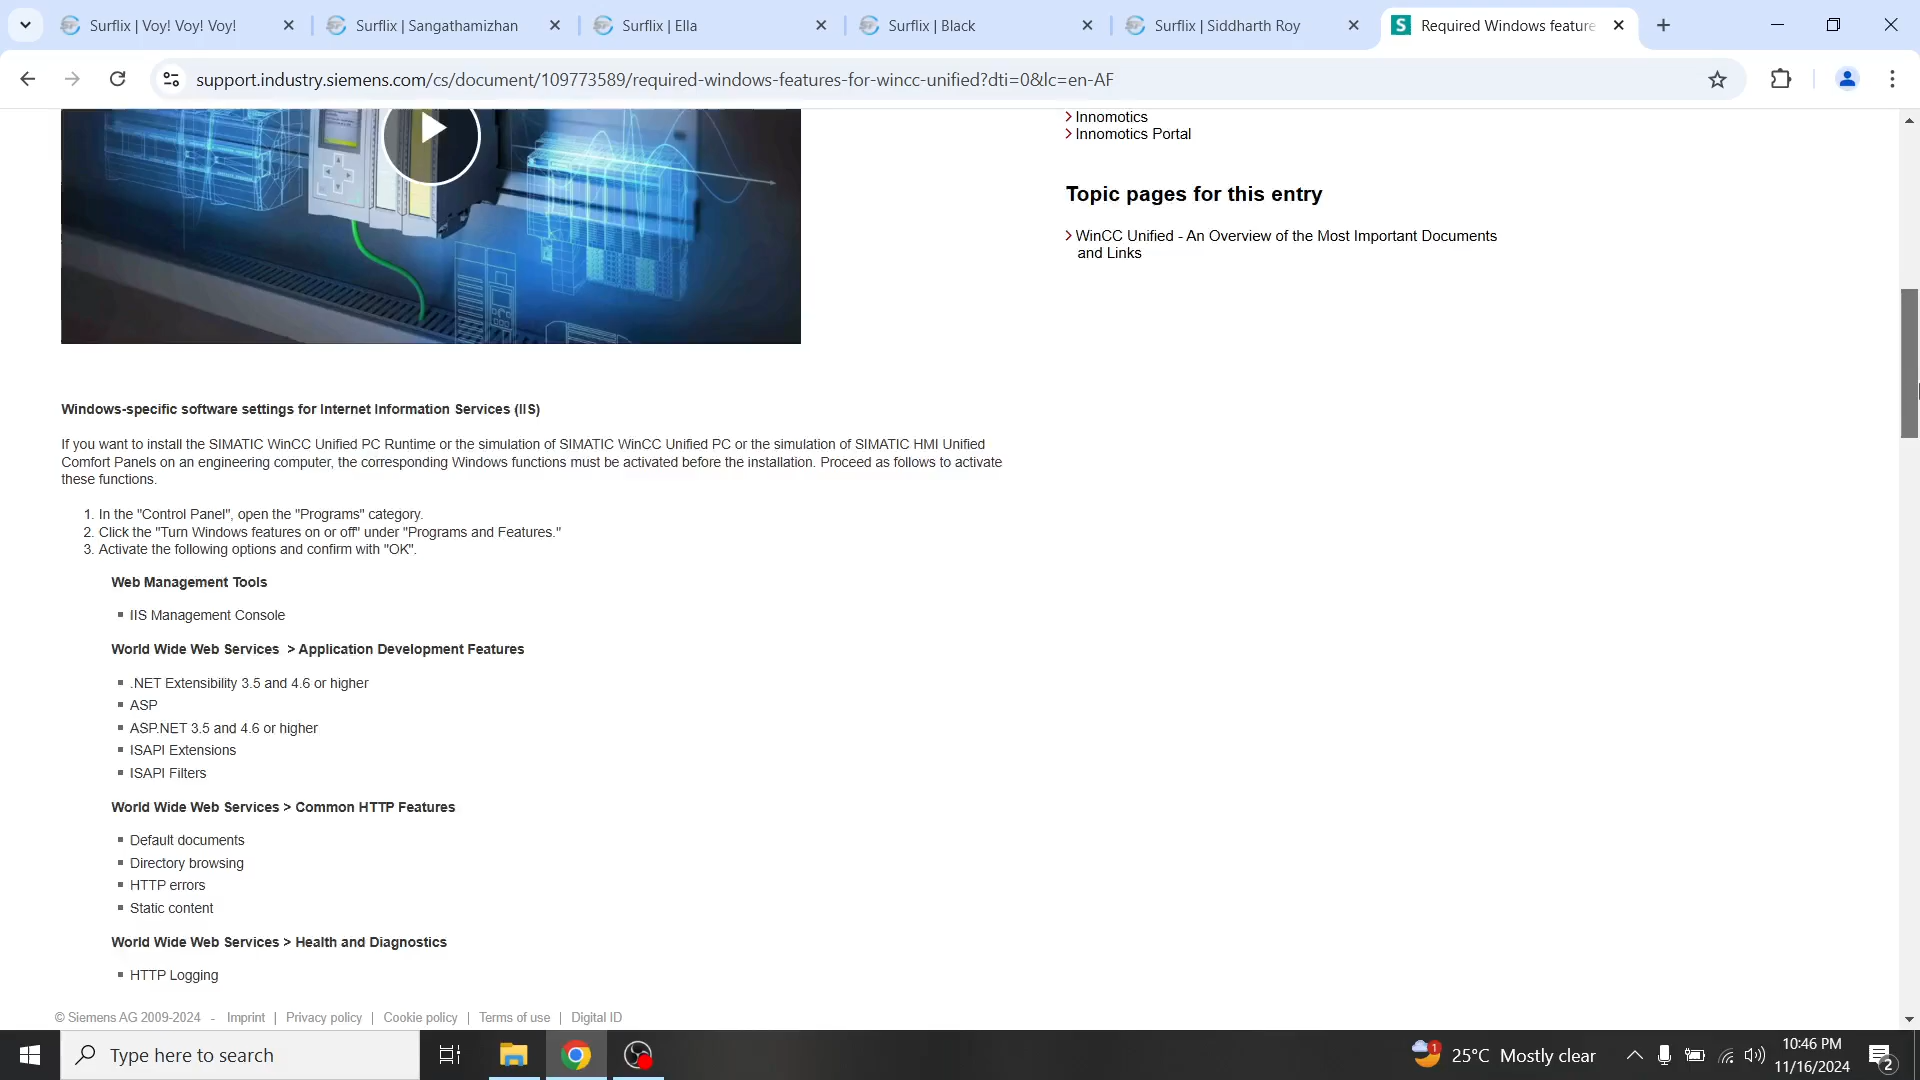 Surflix | Voy! Voy! Voy!
Surflix | Sangathamizhan
Surflix | Ella
Surflix | Black
Surflix | Siddharth Roy
S
Required Windows feature
support.industry.siemens.com/cs/document/109773589/required-windows-features-for-wincc-unified?dti=0&lc=en-AF
Innomotics
Innomotics Portal
Topic pages for this entry
WinCC Unified - An Overview of the Most Important Documents
and Links
Windows-specific software settings for Internet Information Services (IIS)
If you want to install the SIMATIC WinCC Unified PC Runtime or the simulation of SIMATIC WinCC Unified PC or the simulation of SIMATIC HMI Unified
Comfort Panels on an engineering computer, the corresponding Windows functions must be activated before the installation. Proceed as follows to activate
these functions.
1. In the "Control Panel", open the "Programs" category.
2. Click the "Turn Windows features on or off" under "Programs and Features."
3. Activate the following options and confirm with "OK".
Web Management Tools
IIS Management Console
World Wide Web Services > Application Development Features
.NET Extensibility 3.5 and 4.6 or higher
ASP
ASP.NET 3.5 and 4.6 or higher
ISAPI Extensions
ISAPI Filters
World Wide Web Services > Common HTTP Features
Default documents
Directory browsing
HTTP errors
Static content
World Wide Web Services > Health and Diagnostics
HTTP Logging
© Siemens AG 2009-2024 - Imprint | Privacy policy | Cookie policy | Terms of use | Digital ID
Type here to search
1
25°C Mostly clear
10:46 PM
11/16/2024
2